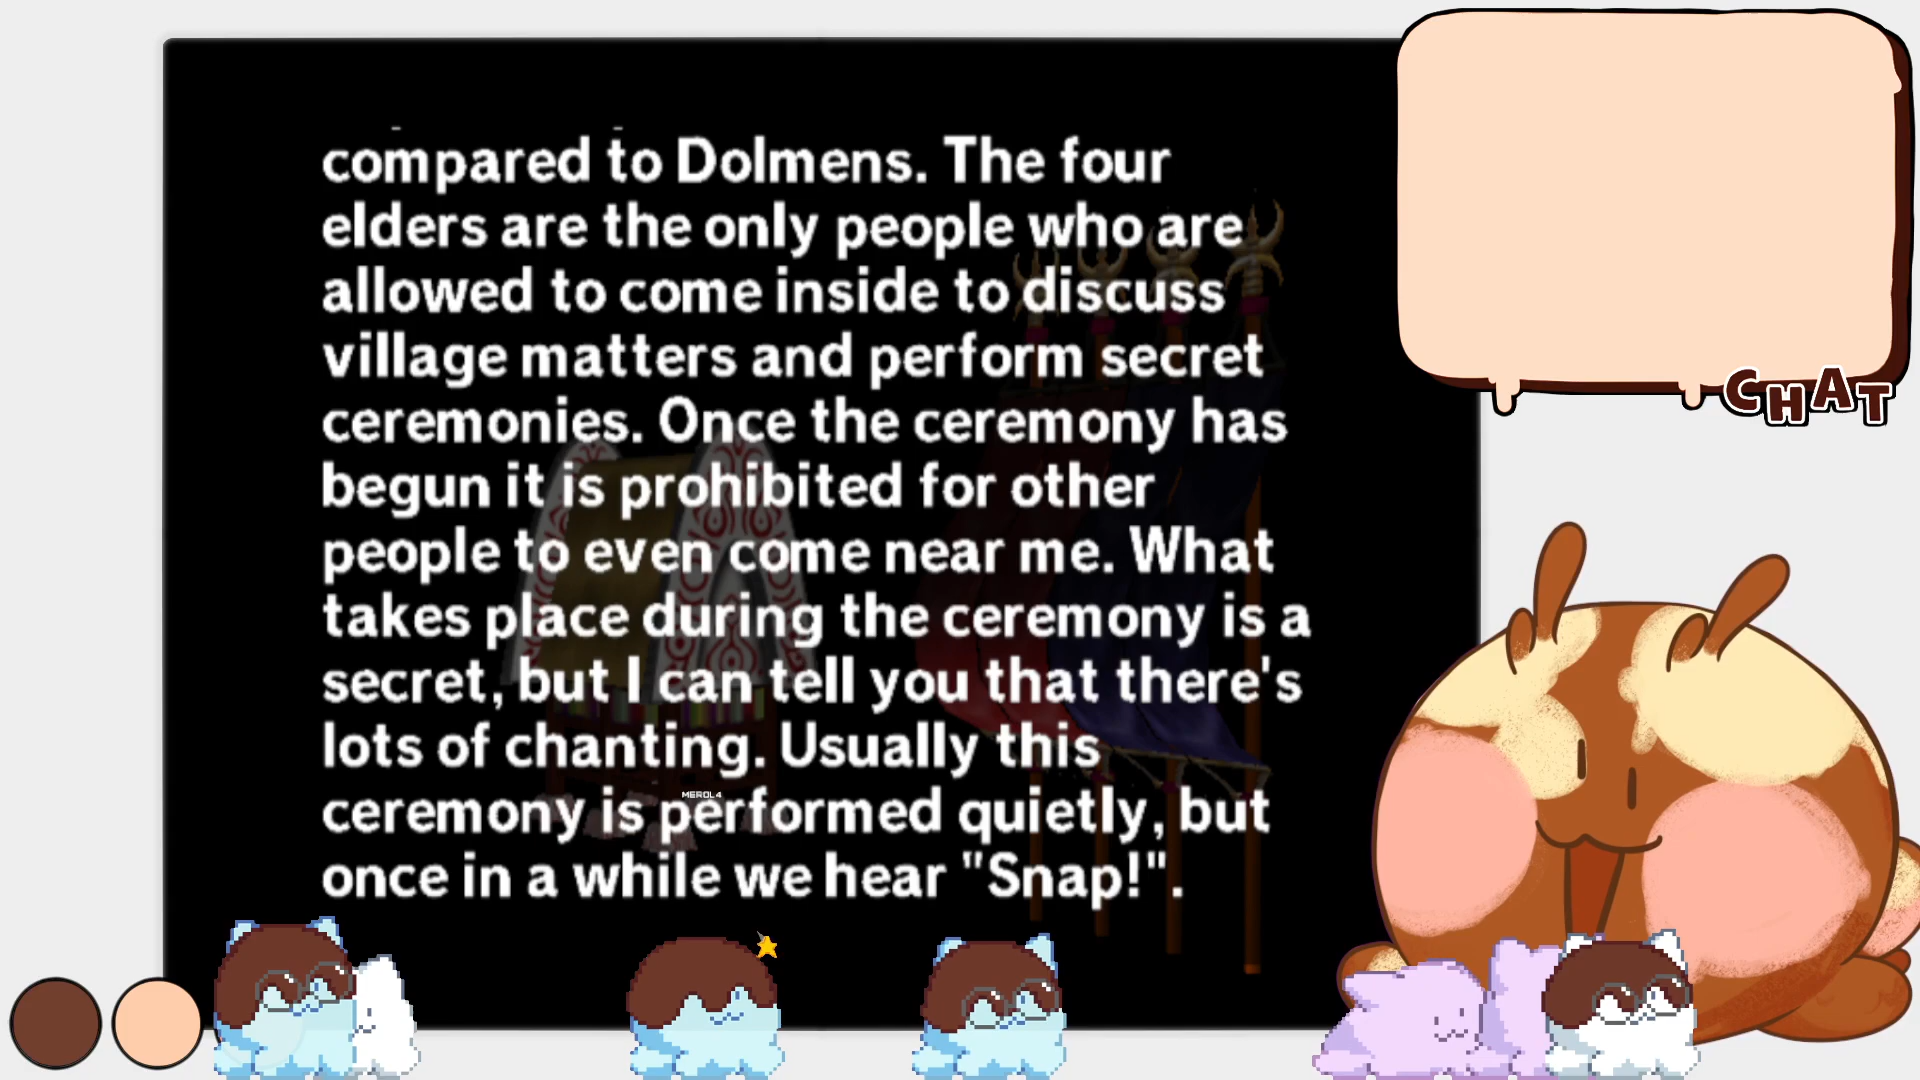 compared to Dolmens. The four
elders are the only people who are
allowed to come inside to discuss
village matters and perform secret
ceremonies. Once the ceremony has
begun it is prohibited for other
people to even come near me. What
takes place during the ceremony is a
secret, but I can tell you that there's
lots of chanting. Usually this
ceremony is performed quietly, but
once in a while we hear "Snap!".
MEROL4
CHAT